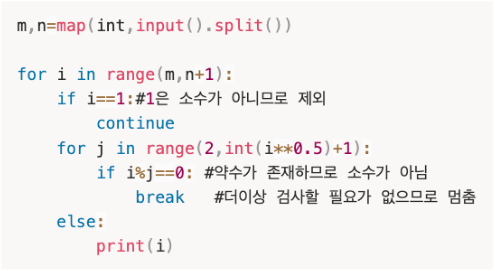 m,n=map(int,input().split())
for i in range(m,n+1):
if i==1:#1은 소수가 아니므로 제외
continue
for j in range(2,int(i**0.5)+1):
if i%j==0: #약수가 존재하므로 소수가 아님
break #더이상 검사할 필요가 없으므로 멈춤
else:
print(i)